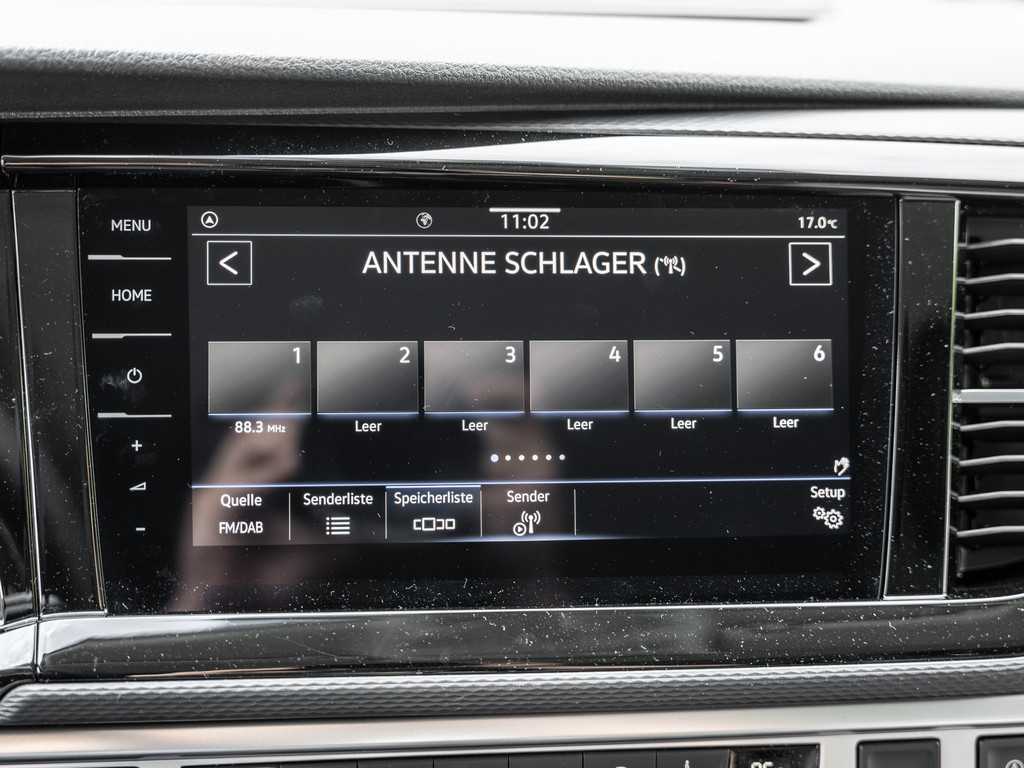 MENU
HOME
+
-
11:02
17.0°C
<
ANTENNE SCHLAGER
>
1 2 3 4 5 6
88.3 MHz Leer Leer Leer Leer Leer
Quelle Senderliste Speicherliste Sender Setup
FM/DAB